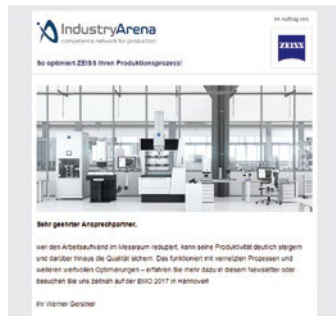 Im Auftrag von
IndustryArena
competence network for production
ZEISS
So optimiert ZEISS Ihren Produktionsprozess!
Sehr geehrter Ansprechpartner,
wer den Arbeitsaufwand im Messraum reduziert, kann seine Produktivität deutlich steigern
und darüber hinaus die Qualität sichern. Das funktioniert mit vernetzten Prozessen und
weiteren wertvollen Optimierungen – erfahren Sie mehr dazu in diesem Newsletter oder
besuchen Sie uns zeitnah auf der EMO 2017 in Hannover!
Ihr Werner Gerstner